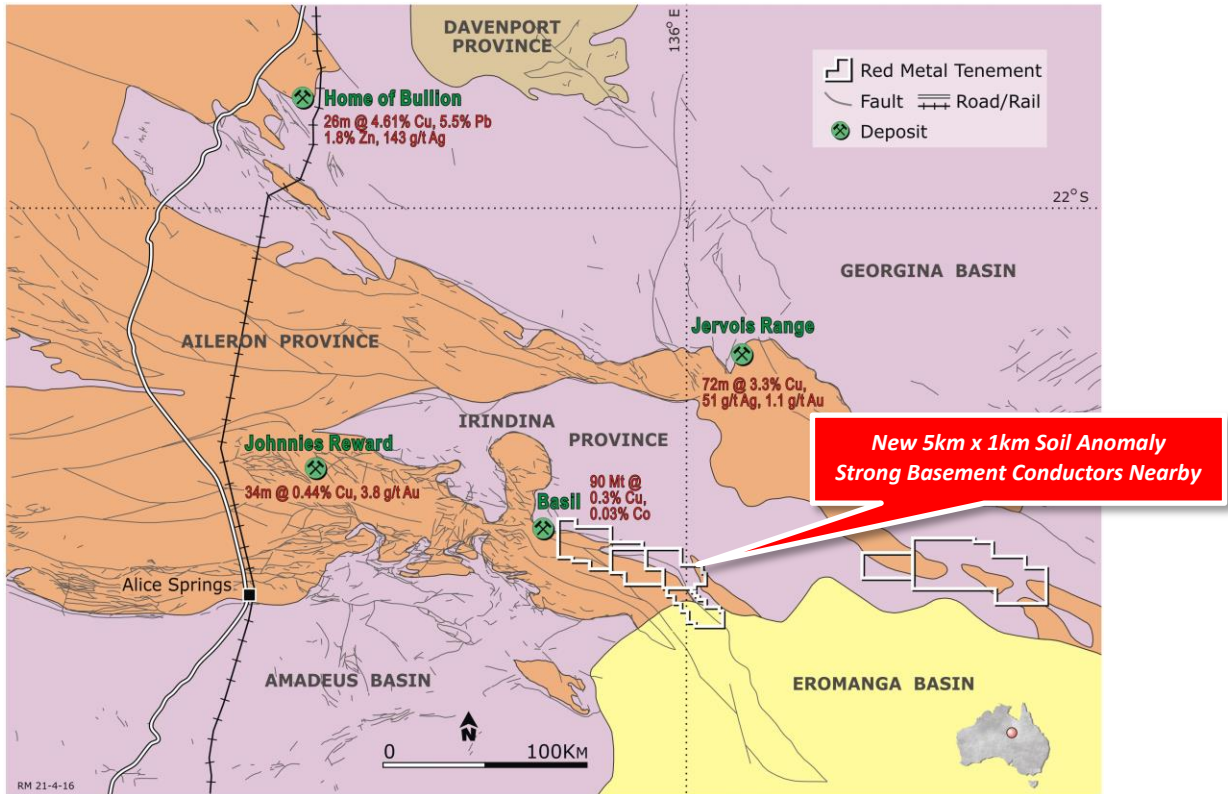 DAVENPORT
PROVINCE
136° E
Red Metal Tenement
Fault
Road/Rail
Deposit
Home of Bullion
26m @ 4.61% Cu, 5.5% Pb
1.8% Zn, 143 g/t Ag
22° S
GEORGINA BASIN
AILERON PROVINCE
Jervois Range
72m @ 3.3% Cu,
51 g/t Ag, 1.1 g/t Au
IRINDINA
PROVINCE
Johnnies Reward
34m @ 0.44% Cu, 3.8 g/t Au
New 5km x 1km Soil Anomaly
Strong Basement Conductors Nearby
Basil
90 Mt @
0.3% Cu,
0.03% Co
Alice Springs
AMADEUS BASIN
EROMANGA BASIN
N
0
100KM
RM 21-4-16